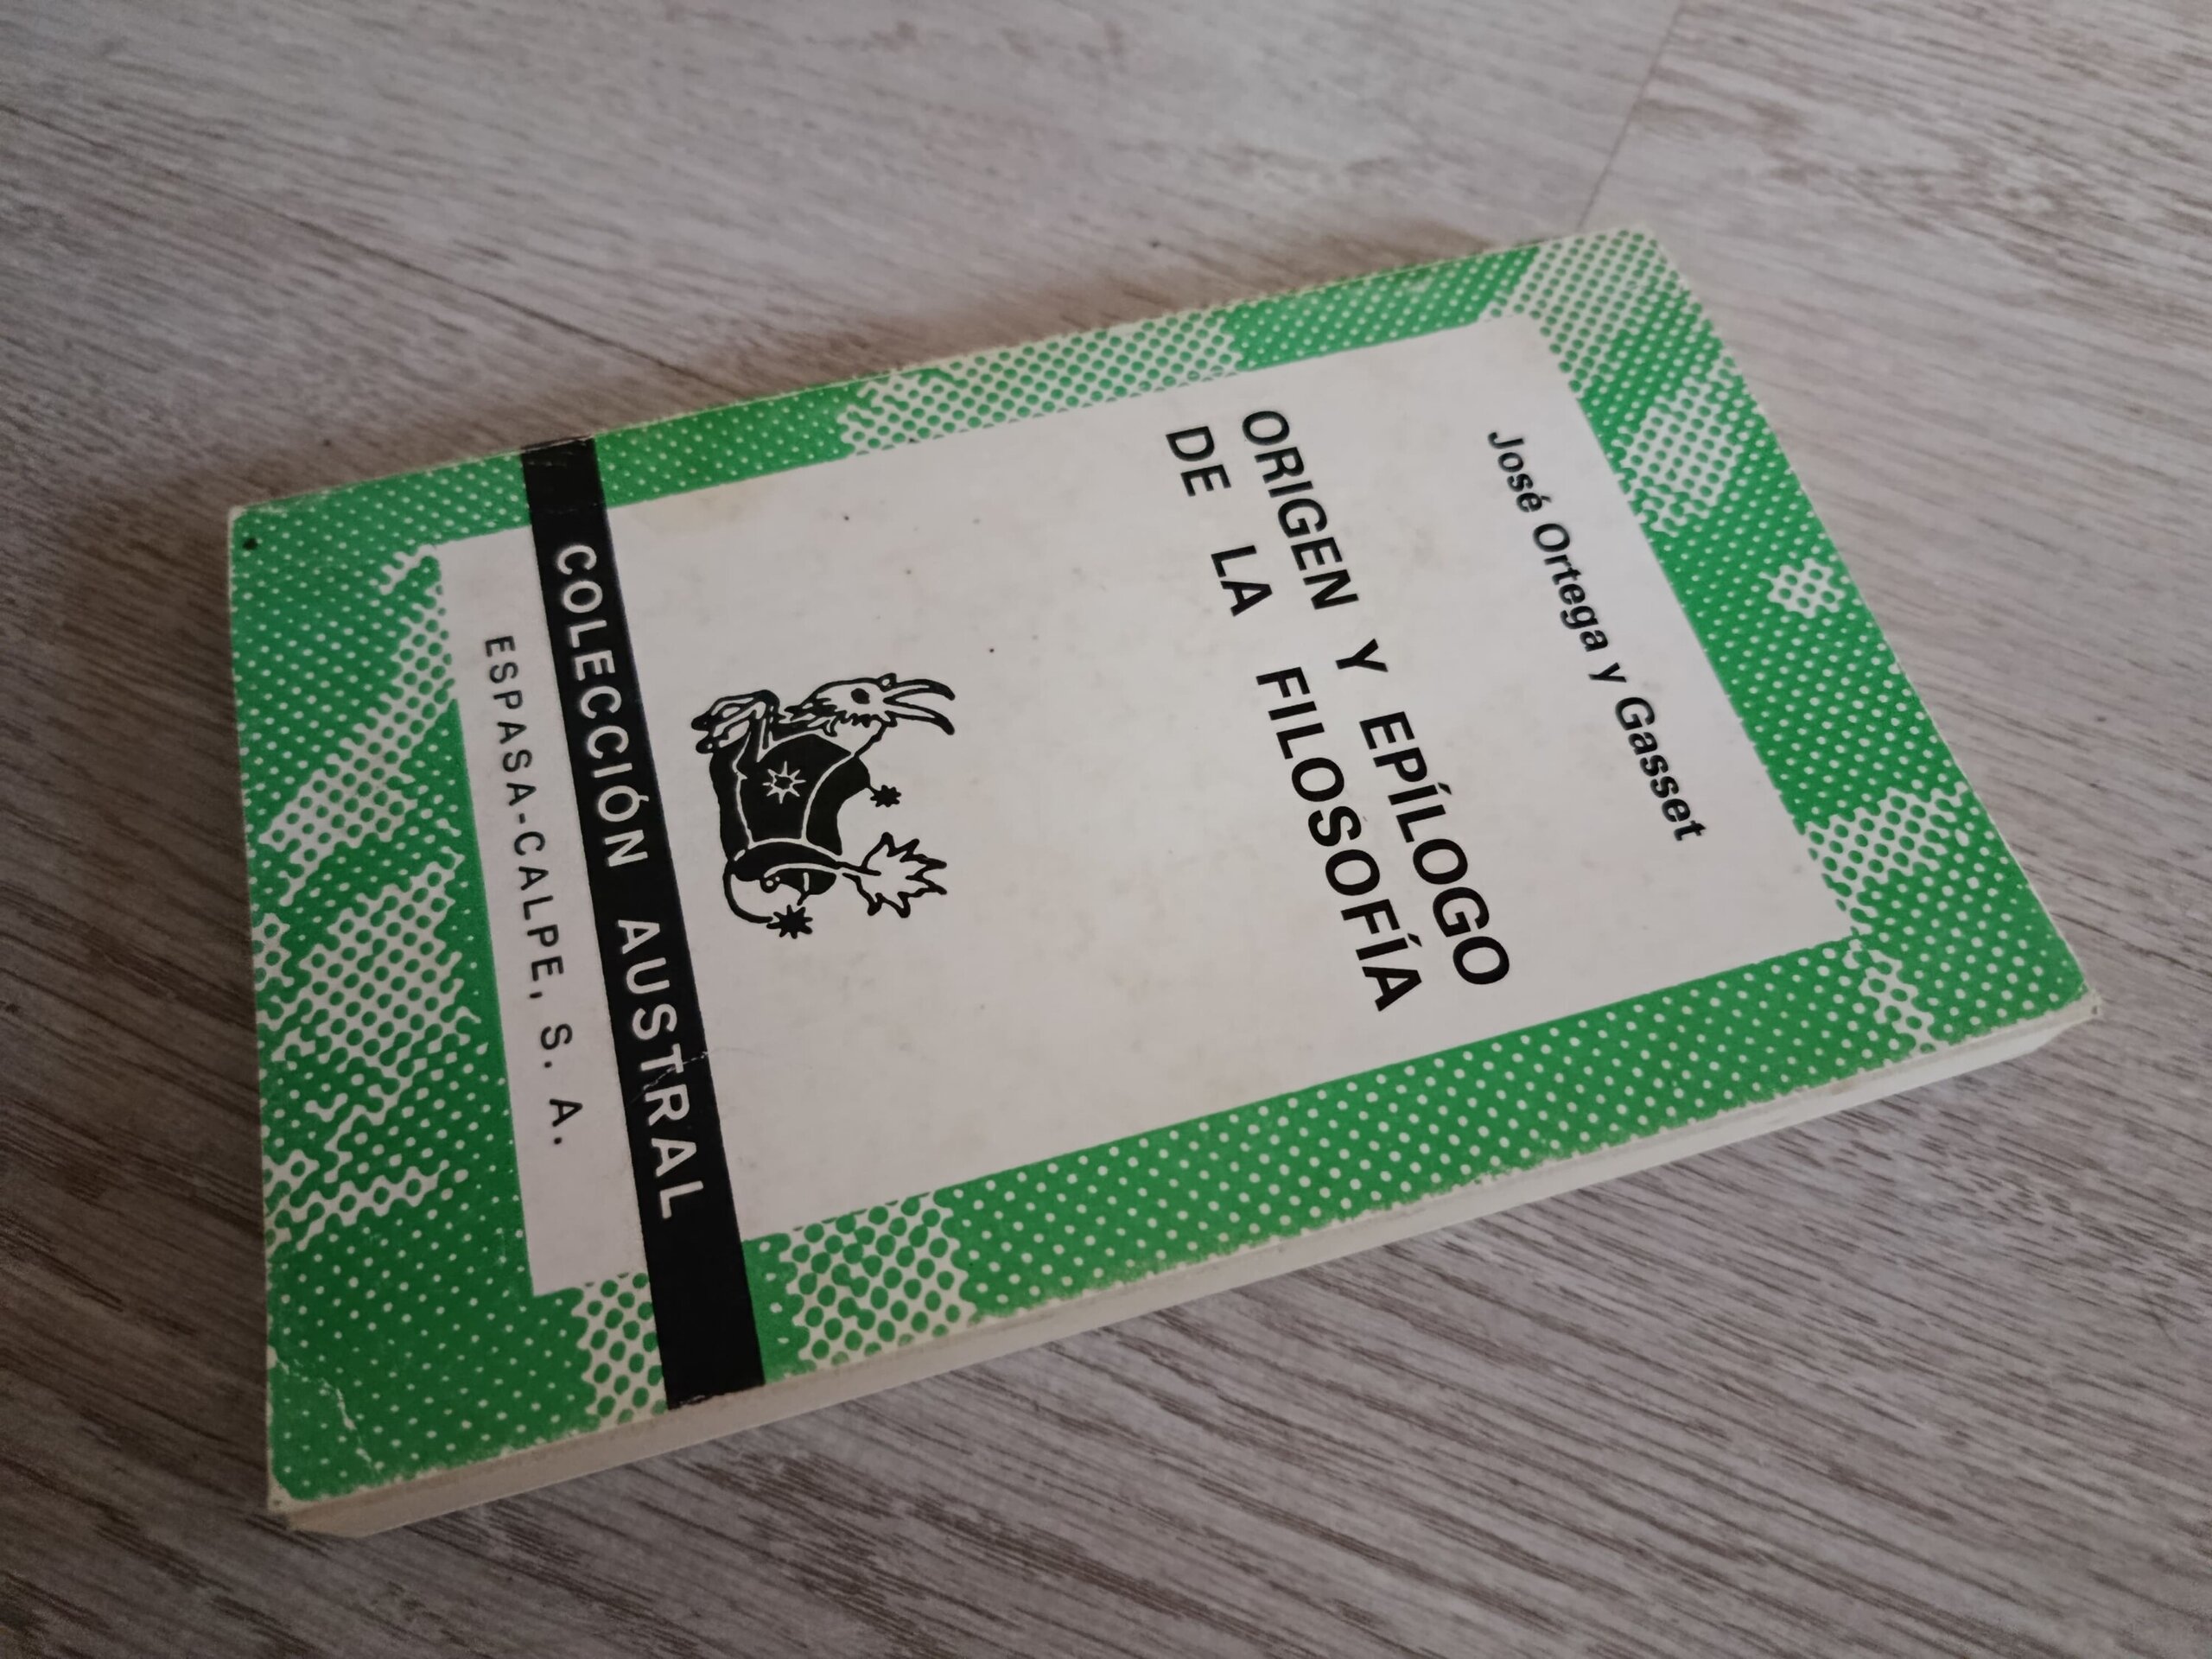 José Ortega y Gasset
ORIGEN Y EPÍLOGO
DE LA FILOSOFÍA
COLECCIÓN AUSTRAL
ESPASA-CALPE, S. A.